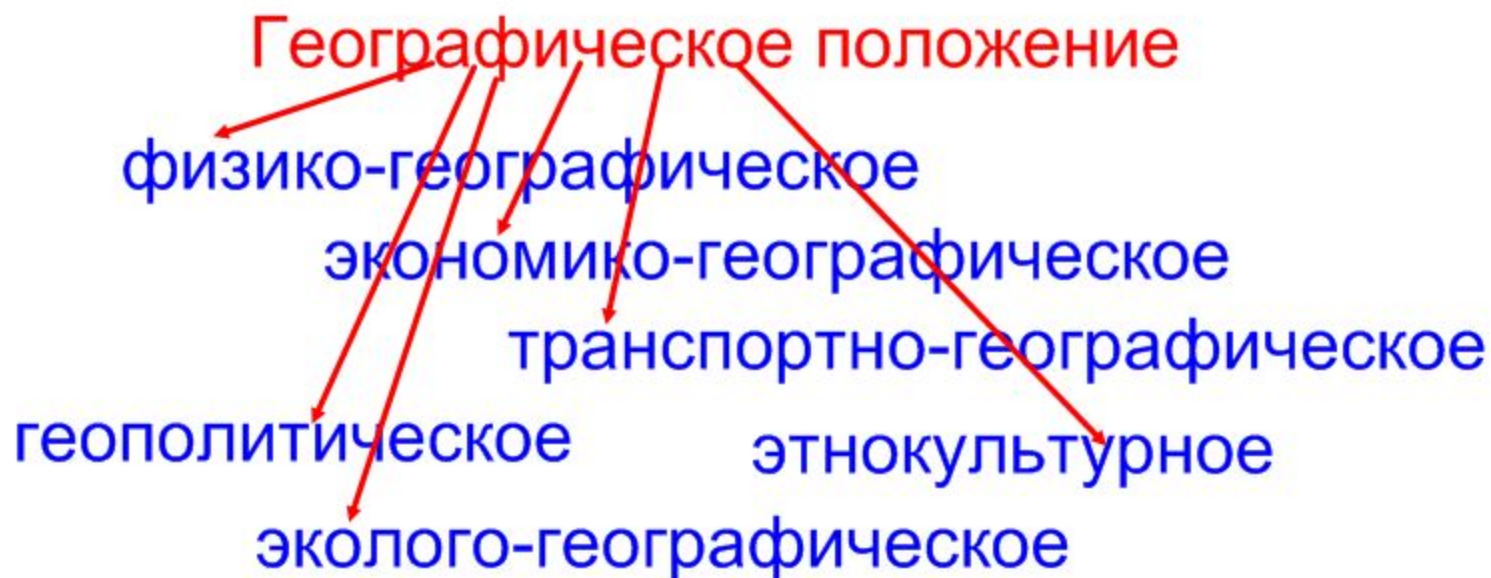 Географическое положение
физико-географическое
экономико-географическое
транспортно-географическое
геополитическое
этнокультурное
эколого-географическое